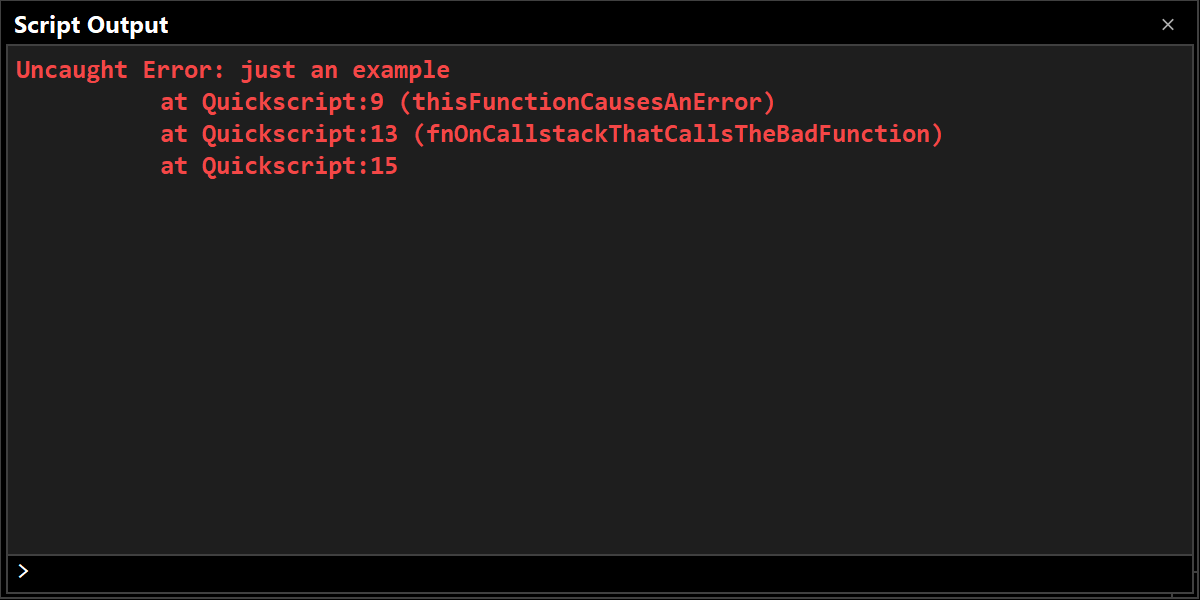 Script Output
Uncaught Error: just an example
at Quickscript:9 (thisFunctionCausesAnError)
at Quickscript:13 (fnOnCallstackThatCallsTheBadFunction)
at Quickscript:15
>